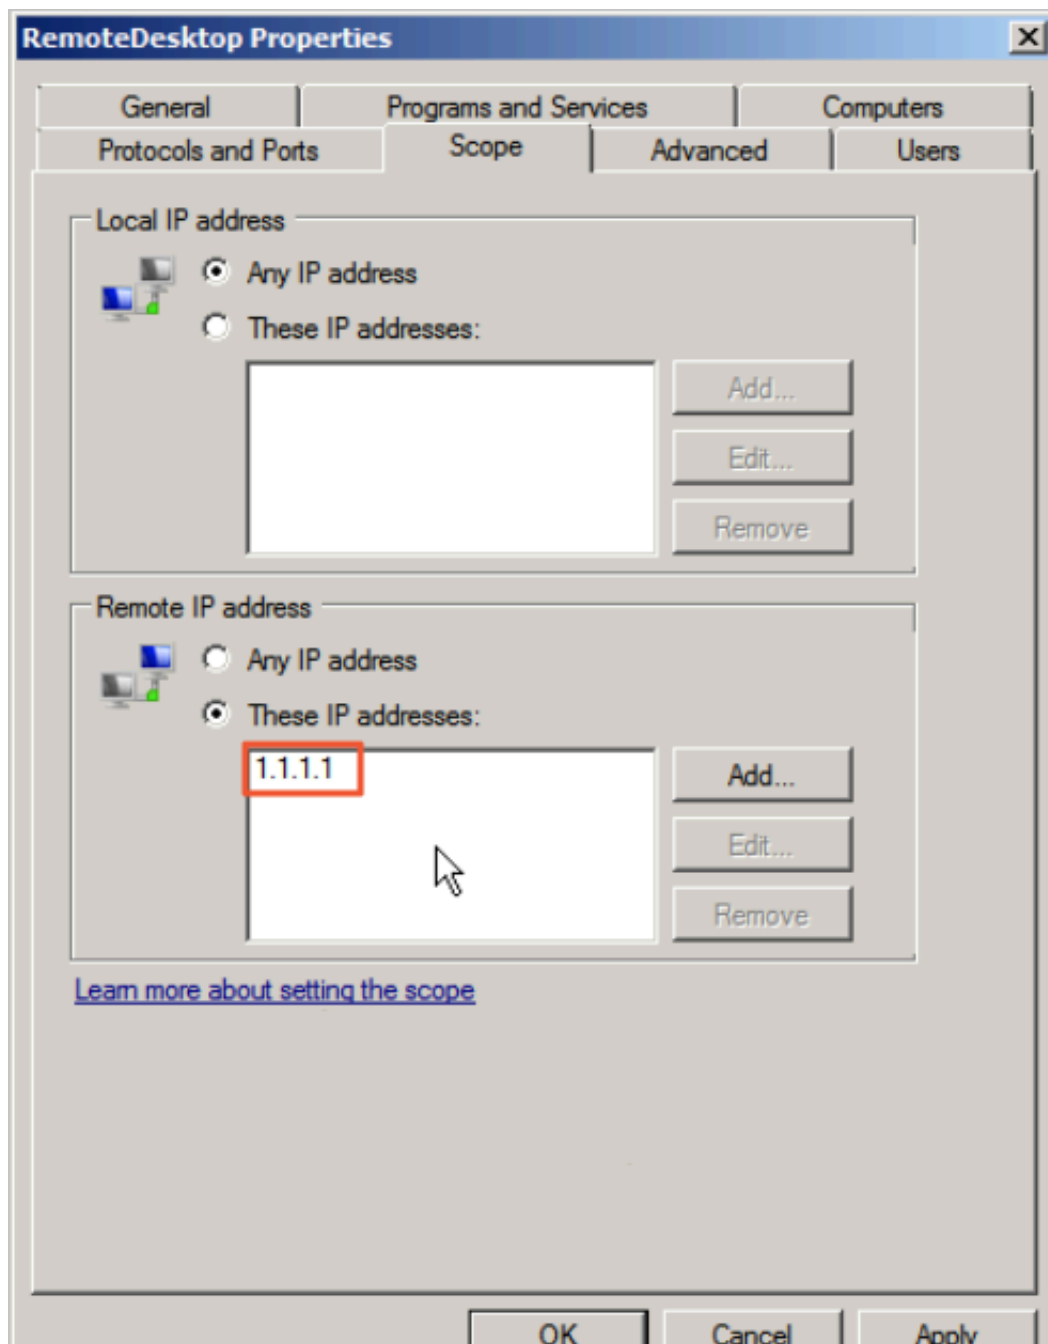 RemoteDesktop Properties
General Programs and Services Computers
Protocols and Ports Scope Advanced Users
Local IP address
Any IP address
These IP addresses:
Add...
Edit...
Remove
Remote IP address
Any IP address
These IP addresses:
1.1.1.1
Add...
Edit...
Remove
Learn more about setting the scope
OK Cancel Apply